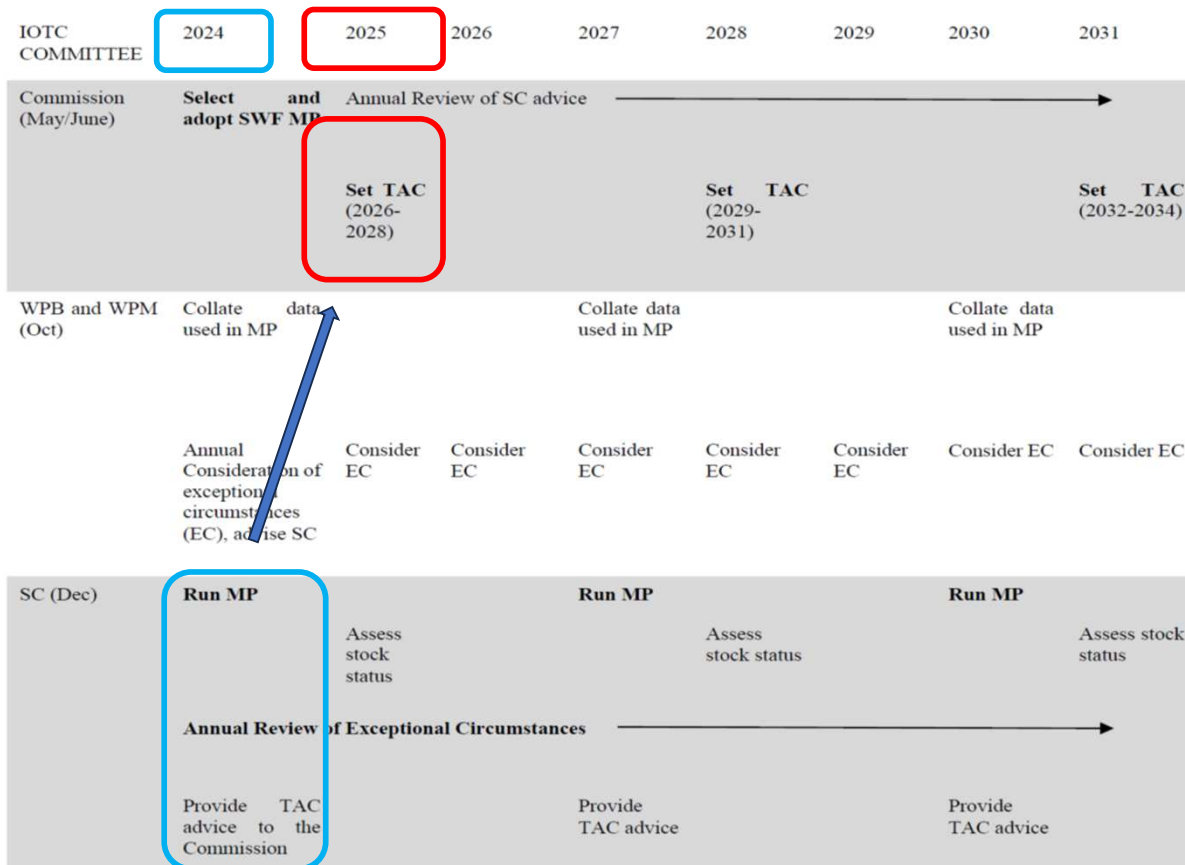 IOTC COMMITTEE 2024 2025 2026 2027 2028 2029 2030 2031
Commission (May/June)
Select and adopt SWF MP
Annual Review of SC advice
Set TAC (2026-2028)
Set TAC (2029-2031)
Set TAC (2032-2034)
WPB and WPM (Oct)
Collate data used in MP
Collate data used in MP
Collate data used in MP
Annual Consideration of exceptional circumstances (EC), advise SC
Consider EC
Consider EC
Consider EC
Consider EC
Consider EC
Consider EC
Consider EC
SC (Dec)
Run MP
Run MP
Run MP
Assess stock status
Assess stock status
Assess stock status
Annual Review of Exceptional Circumstances
Provide TAC advice to the Commission
Provide TAC advice
Provide TAC advice